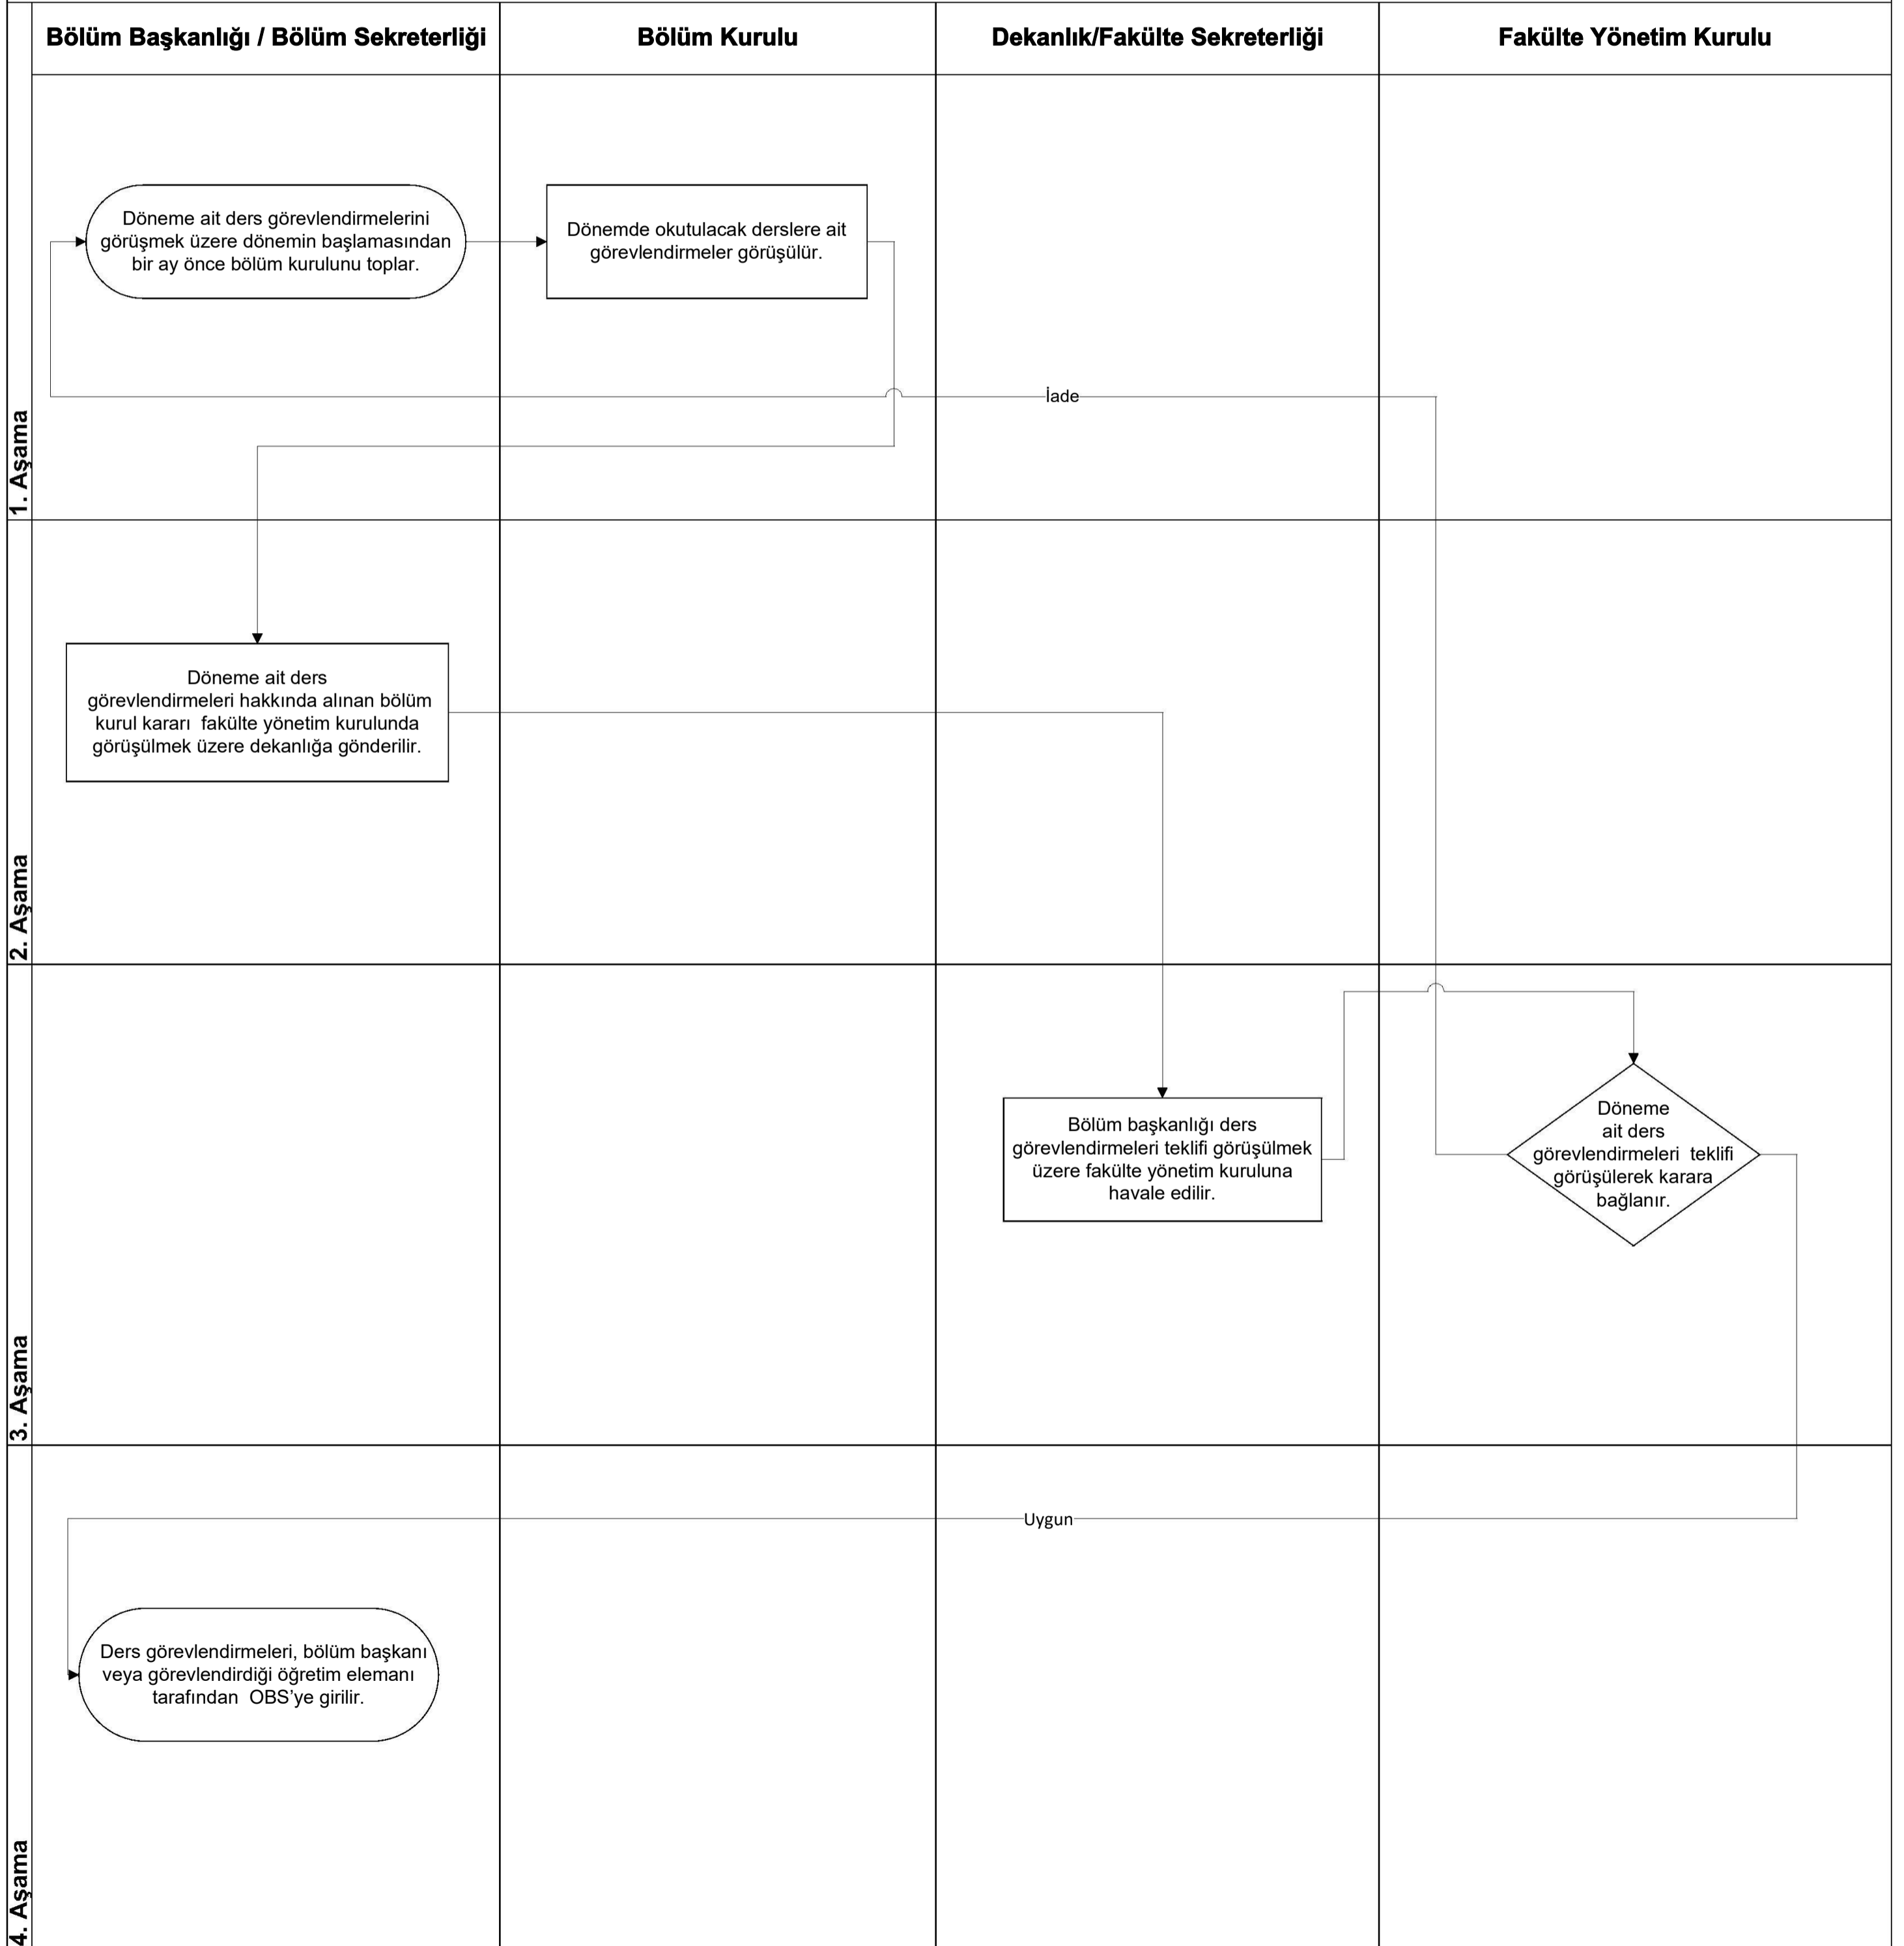 Bölüm Başkanlığı / Bölüm Sekreterliği
Bölüm Kurulu
Dekanlık/Fakülte Sekreterliği
Fakülte Yönetim Kurulu
1. Aşama
Döneme ait ders görevlendirmelerini
görüşmek üzere dönemin başlamasından
bir ay önce bölüm kurulunu toplar.
Dönemde okutulacak derslere ait
görevlendirmeler görüşülür.
İade
2. Aşama
Döneme ait ders
görevlendirmeleri hakkında alınan bölüm
kurul kararı  fakülte yönetim kurulunda
görüşülmek üzere dekanlığa gönderilir.
3. Aşama
Bölüm başkanlığı ders
görevlendirmeleri teklifi görüşülmek
üzere fakülte yönetim kuruluna
havale edilir.
Döneme
ait ders
görevlendirmeleri  teklifi
görüşülerek karara
bağlanır.
4. Aşama
Uygun
Ders görevlendirmeleri, bölüm başkanı
veya görevlendirdiği öğretim elemanı
tarafından  OBS’ye girilir.